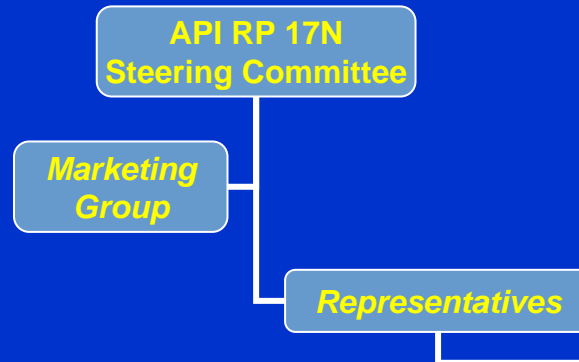 API RP 17N
Steering Committee
Marketing
Group
Representatives